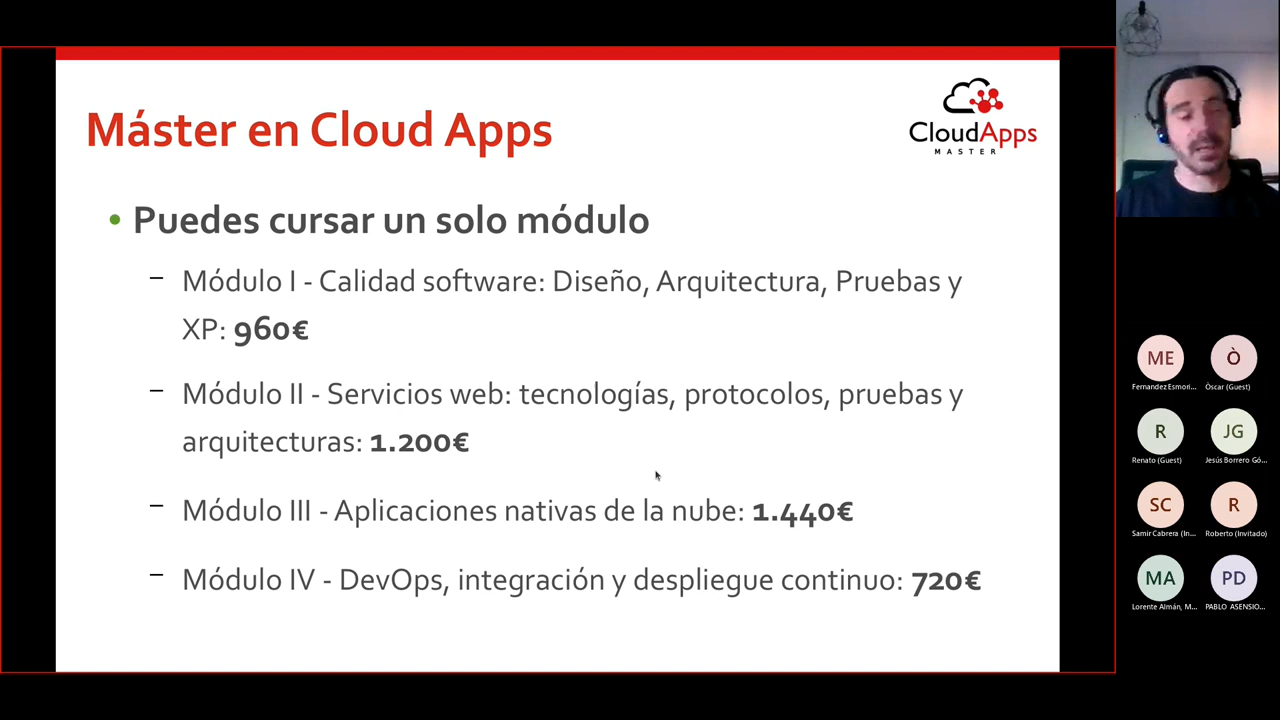 Máster en Cloud Apps
CloudApps
MASTER
• Puedes cursar un solo módulo
– Módulo I - Calidad software: Diseño, Arquitectura, Pruebas y
XP: 960€
– Módulo II - Servicios web: tecnologías, protocolos, pruebas y
arquitecturas: 1.200€
– Módulo III - Aplicaciones nativas de la nube: 1.440€
– Módulo IV - DevOps, integración y despliegue continuo: 720€
ME
Ò
Fernandez Esmori...
Òscar (Guest)
R
JG
Renato (Guest)
Jesús Borrero Gó...
SC
R
Samir Cabrera (In...
Roberto (Invitado)
MA
PD
Lorente Almán, M...
PABLO ASENSIO...